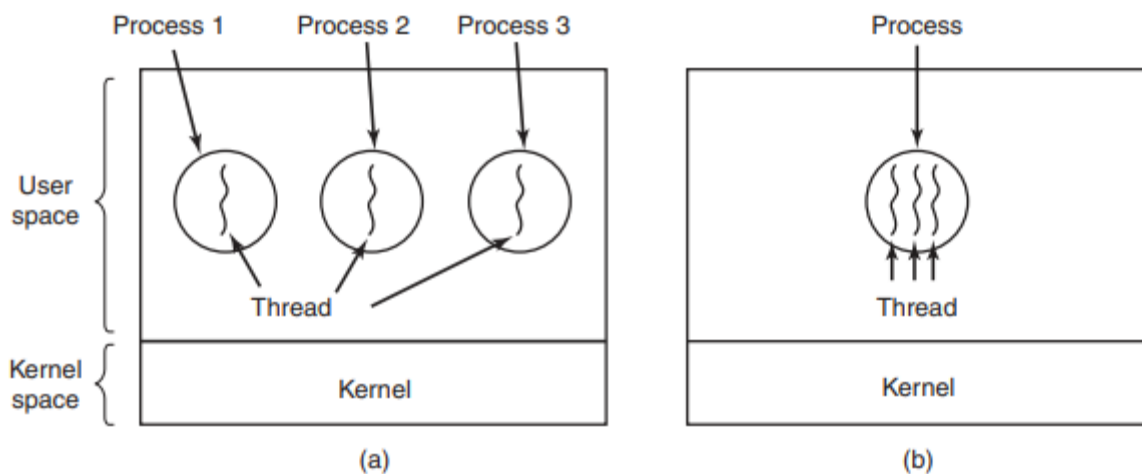 Process 1
Process 2
Process 3
Process
User
space
Thread
Thread
Kernel
space
Kernel
Kernel
(a)
(b)